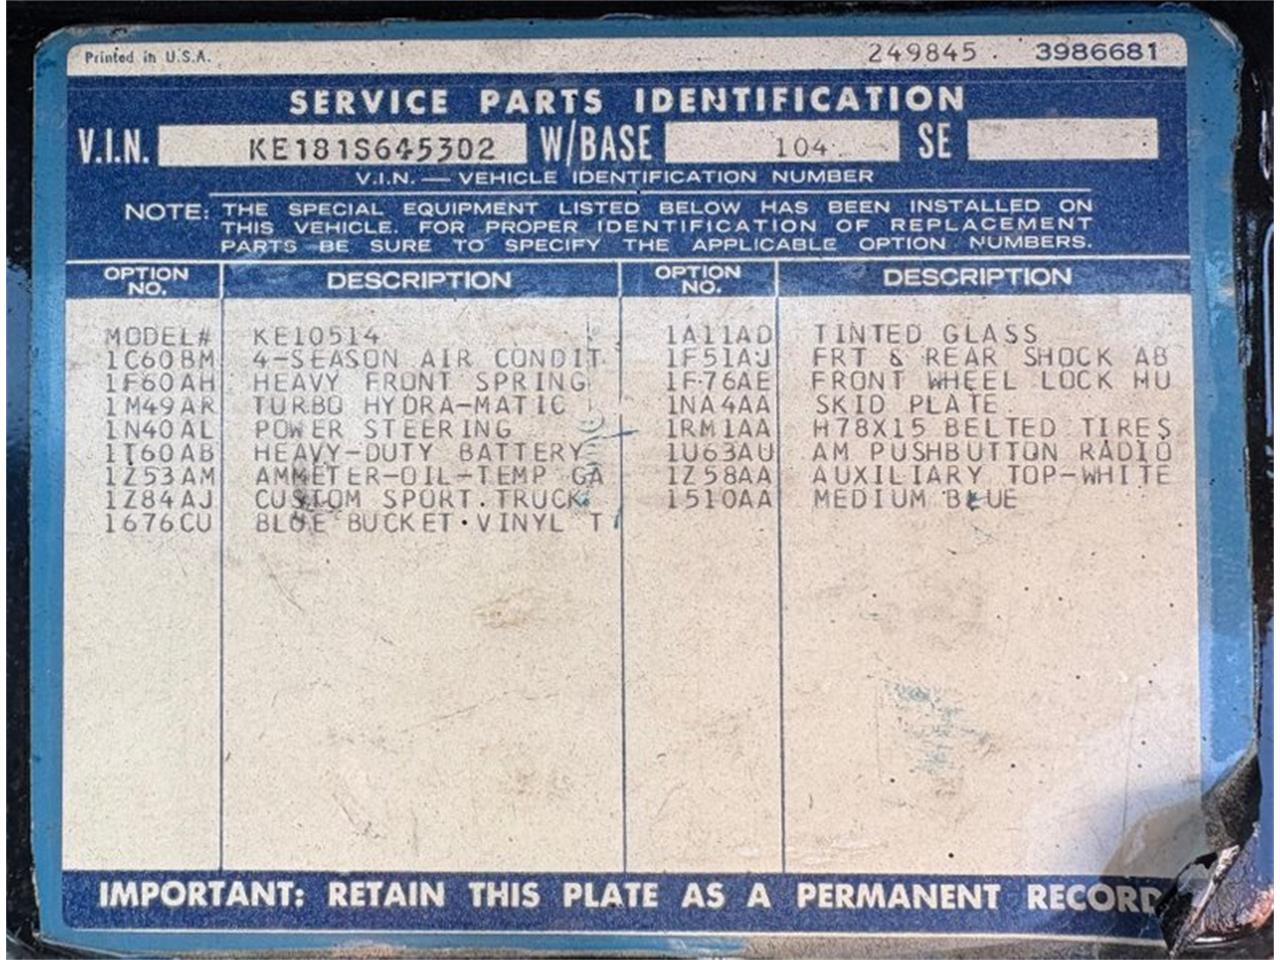 Printed in U.S.A. 249845 3986681
SERVICE PARTS IDENTIFICATION
V.I.N. KE181S645302 W/BASE 104 SE
V.I.N. — VEHICLE IDENTIFICATION NUMBER
NOTE: THE SPECIAL EQUIPMENT LISTED BELOW HAS BEEN INSTALLED ON
THIS VEHICLE. FOR PROPER IDENTIFICATION OF REPLACEMENT
PARTS BE SURE TO SPECIFY THE APPLICABLE OPTION NUMBERS.
OPTION NO. DESCRIPTION OPTION NO. DESCRIPTION
MODEL# KE10514 1A11AD TINTED GLASS
1C60BM 4-SEASON AIR CONDIT 1F51AJ FRT & REAR SHOCK AB
1F60AH HEAVY FRONT SPRING 1F76AE FRONT WHEEL LOCK HU
1M49AR TURBO HYDRA-MATIC 1NA4AA SKID PLATE
1N40AL POWER STEERING 1RM1AA H78X15 BELTED TIRES
1T60AB HEAVY-DUTY BATTERY 1U63AU AM PUSHBUTTON RADIO
1Z53AM AMMETER-OIL-TEMP GA 1Z58AA AUXILIARY TOP-WHITE
1Z84AJ CUSTOM SPORT TRUCK 1510AA MEDIUM BLUE
1676CU BLUE BUCKET VINYL T
IMPORTANT: RETAIN THIS PLATE AS A PERMANENT RECORD